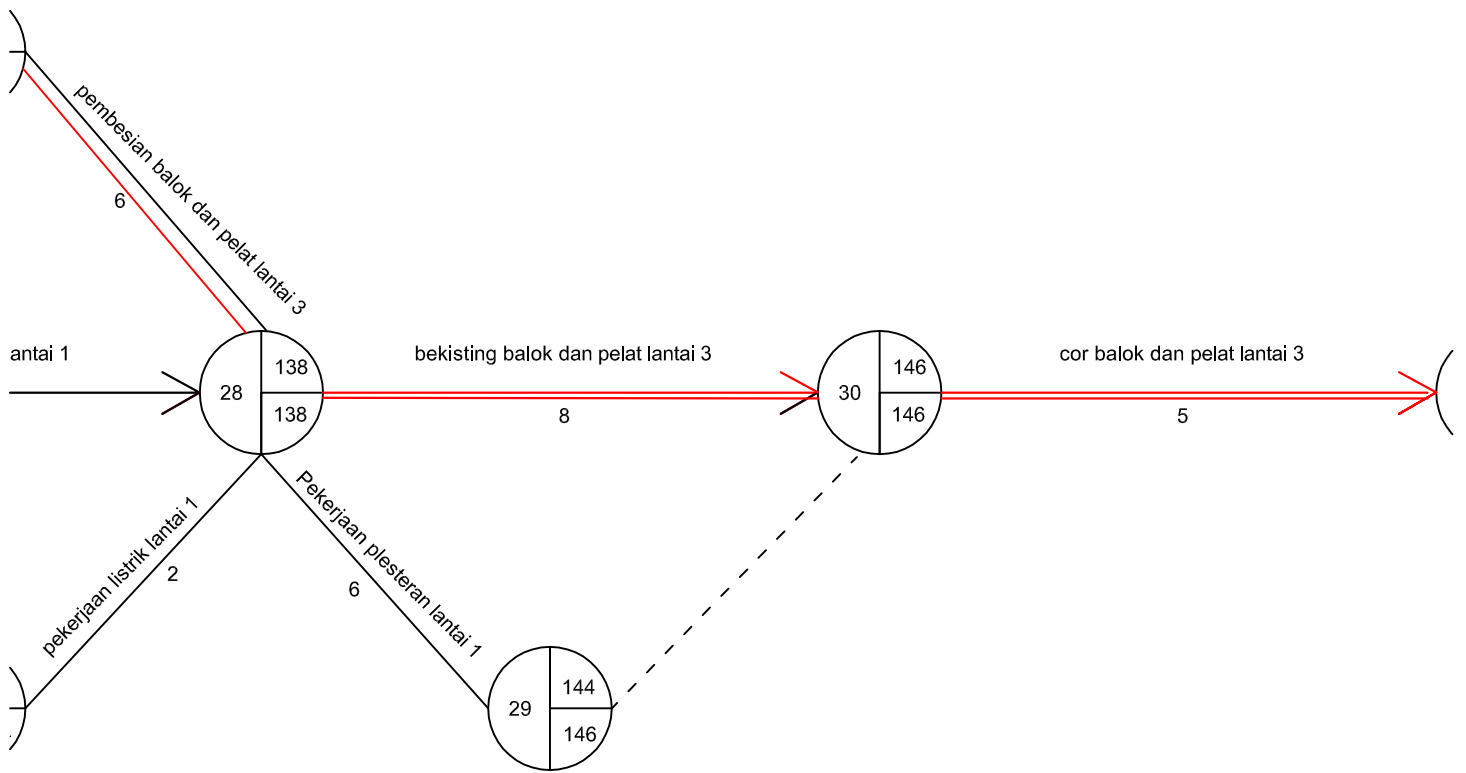 pembesian balok dan pelat lantai 3
6
antai 1
28
138
138
bekisting balok dan pelat lantai 3
8
30
146
146
cor balok dan pelat lantai 3
5
pekerjaan listrik lantai 1
2
Pekerjaan plesteran lantai 1
6
29
144
146